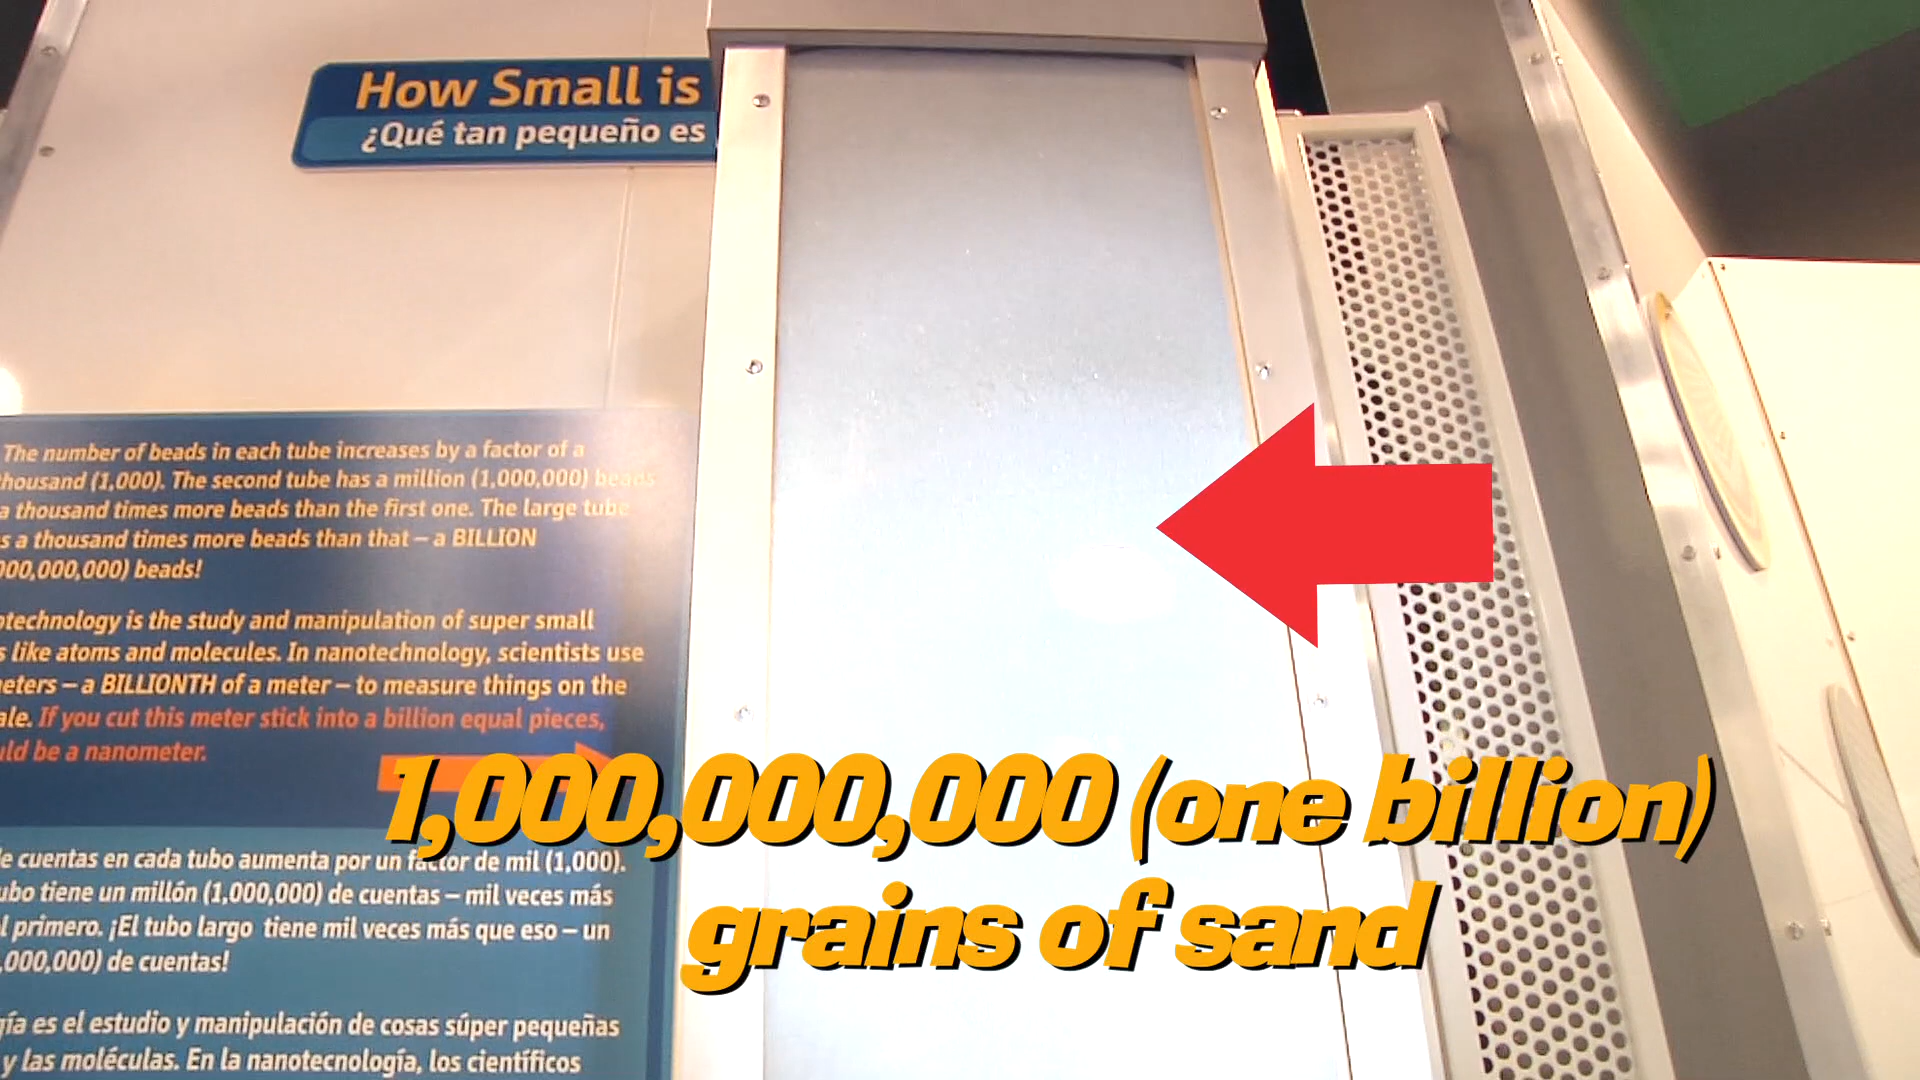 How Small is
¿Qué tan pequeño es
The number of beads in each tube increases by a factor of a
thousand (1,000). The second tube has a million (1,000,000) beads
a thousand times more beads than the first one. The large tube
a thousand times more beads than that – a BILLION
000,000,000) beads!
otechnology is the study and manipulation of super small
like atoms and molecules. In nanotechnology, scientists use
eters – a BILLIONTH of a meter – to measure things on the
ale. If you cut this meter stick into a billion equal pieces,
uld be a nanometer.
1,000,000,000 (one billion)
grains of sand
de cuentas en cada tubo aumenta por un factor de mil (1,000).
ubo tiene un millón (1,000,000) de cuentas – mil veces más
l primero. ¡El tubo largo tiene mil veces más que eso – un
,000,000) de cuentas!
gía es el estudio y manipulación de cosas súper pequeñas
y las moléculas. En la nanotecnología, los científicos